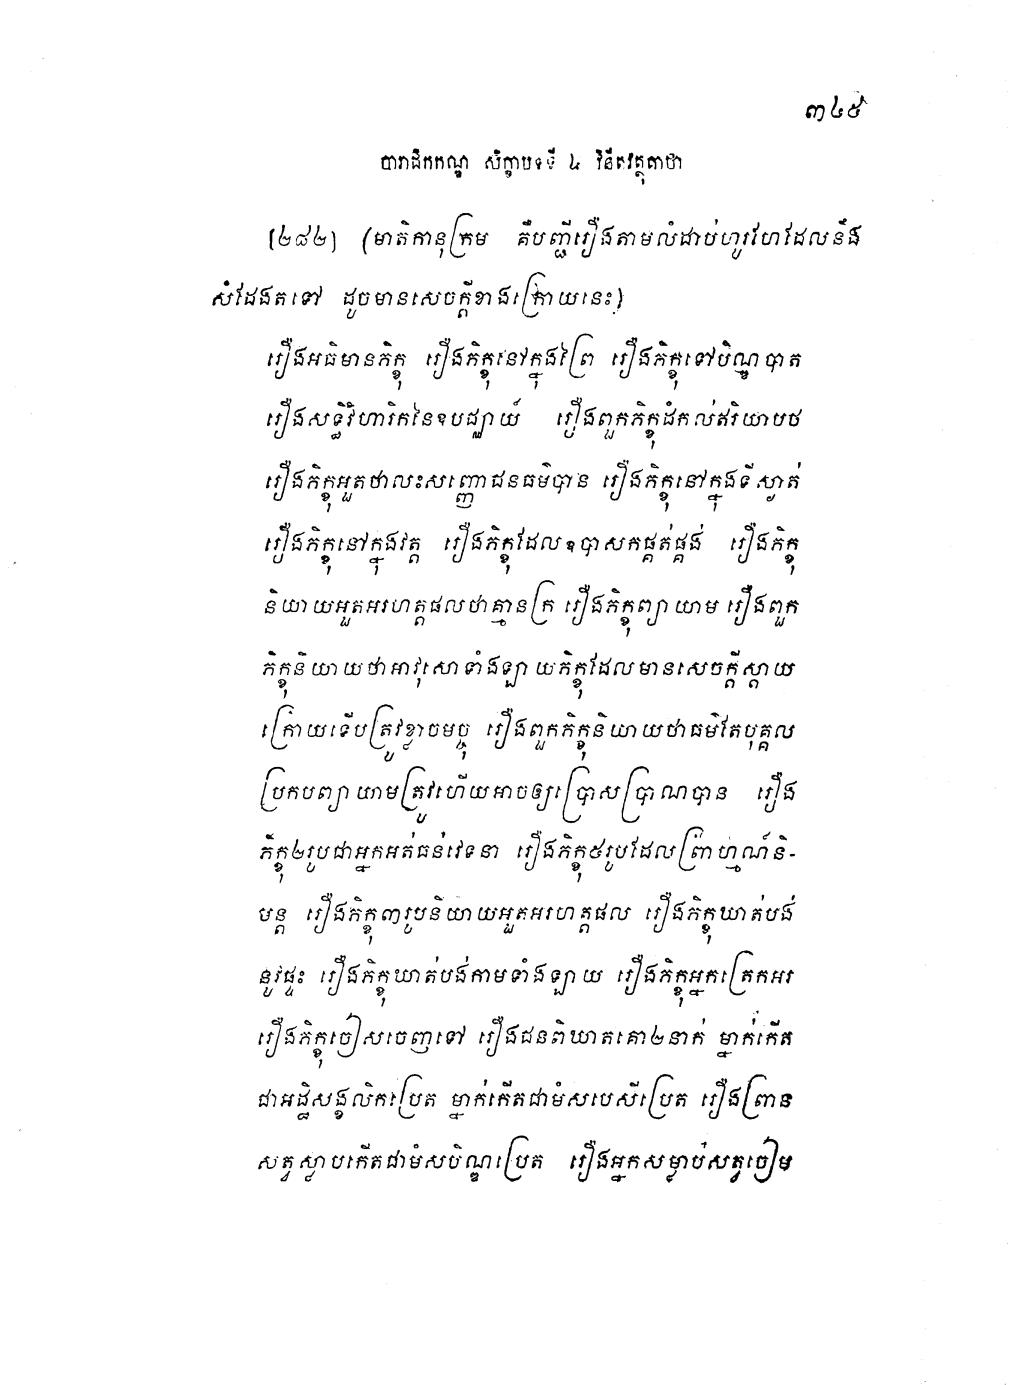 ៣៤៥
បារាជិកកណ្ឌ សិក្ខាបទទី ៤ វិនីតវត្ថុគាថា
[២៨២] (មាតិកានុក្រម គឺបញ្ជីរឿងតាមលំដាប់ហូរហែដែលនឹង
សំដែងតទៅ ដូចមានសេចក្តីខាងក្រោយនេះ)
រឿងអធិមានភិក្ខុ រឿងភិក្ខុនៅក្នុងព្រៃ រឿងភិក្ខុទៅបិណ្ឌបាត
រឿងសទ្ធិវិហារិកនៃឧបជ្ឈាយ៍ រឿងពួកភិក្ខុដំកល់ឥរិយាបថ
រឿងភិក្ខុអួតថាលះសញ្ញោជនធម៌បាន រឿងភិក្ខុនៅក្នុងទីស្ងាត់
រឿងភិក្ខុនៅក្នុងវត្ត រឿងភិក្ខុដែលឧបាសកផ្គត់ផ្គង់ រឿងភិក្ខុ
និយាយអួតអរហត្តផលថាគ្មានក្រ រឿងភិក្ខុព្យាយាម រឿងពួក
ភិក្ខុនិយាយថាអាវុសោទាំងឡាយភិក្ខុដែលមានសេចក្តីស្តាយ
ក្រោយទើបត្រូវខ្លាចមច្ចុ រឿងពួកភិក្ខុនិយាយថាធម៌តែបុគ្គល
ប្រកបព្យាយាមត្រូវហើយអាចឲ្យប្រោសប្រាណបាន រឿង
ភិក្ខុ២រូបជាអ្នកអត់ធន់វេទនា រឿងភិក្ខុ៥រូបដែលព្រាហ្មណ៍និ-
មន្ត រឿងភិក្ខុ៣រូបនិយាយអួតអរហត្តផល រឿងភិក្ខុឃាត់បង់
នូវផ្ទះ រឿងភិក្ខុឃាត់បង់កាមទាំងឡាយ រឿងភិក្ខុអ្នកត្រេកអរ
រឿងភិក្ខុចៀសចេញទៅ រឿងជនពិឃាតគោ២នាក់ ម្នាក់កើត
ជាអដ្ឋិសង្ខលិកប្រេត ម្នាក់កើតជាមំសបេសីប្រេត រឿងព្រាន
សត្វស្លាបកើតជាមំសបិណ្ឌប្រេត រឿងអ្នកសម្លាប់សត្វចៀម